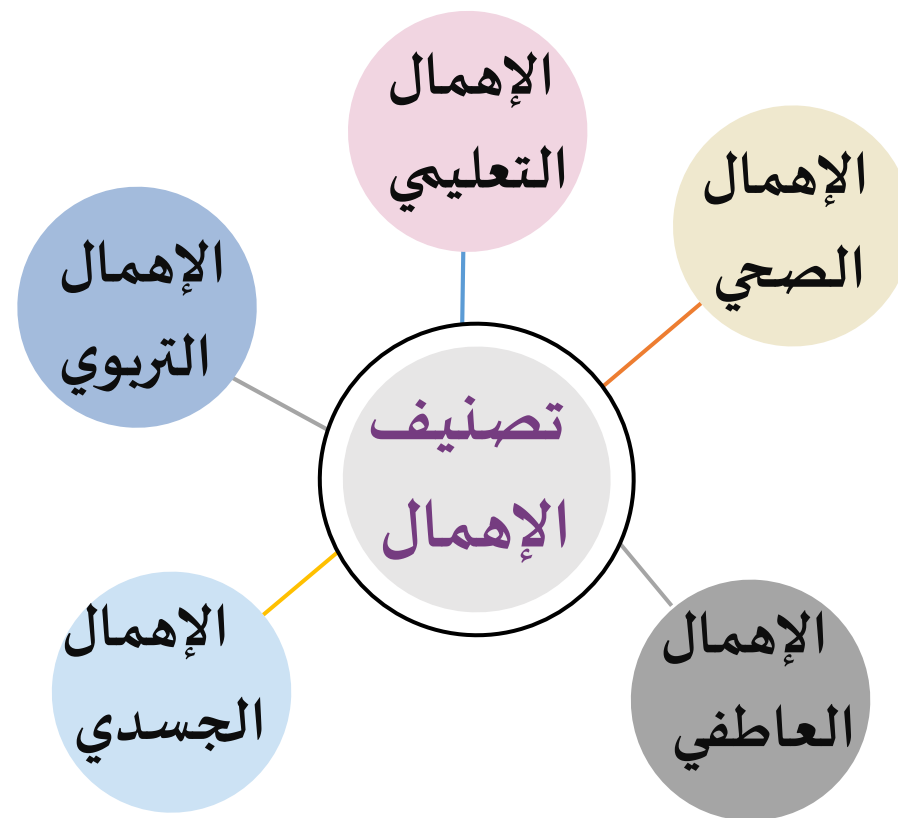 الإهمال
التعليمي
الإهمال
الصحي
الإهمال
التربوي
تصنيف
الإهمال
الإهمال
الجسدي
الإهمال
العاطفي